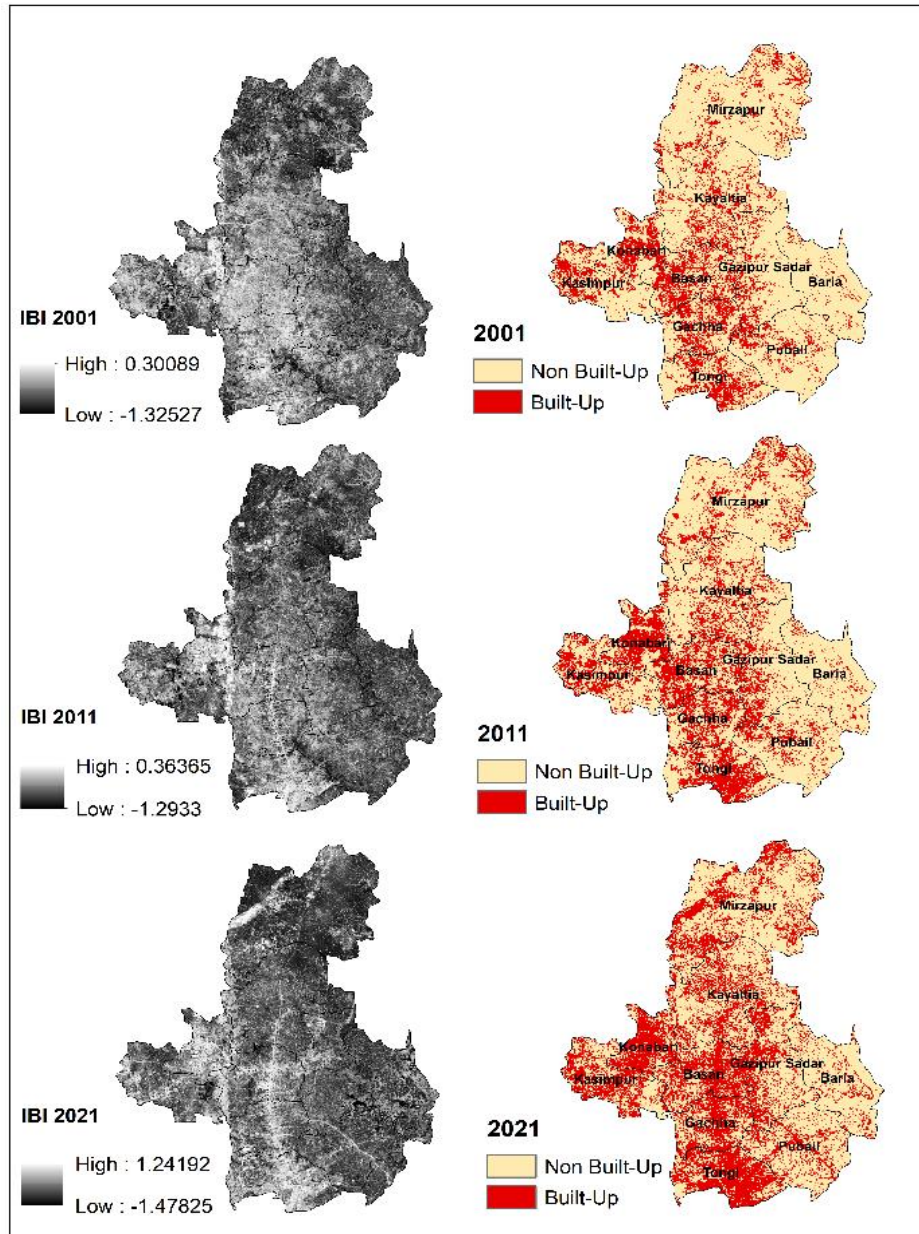 Mirzapur
Kayaltia
Konabari
Basan
Gazipur Sadar
Kasimpur
Baria
IBI 2001
Gachha
2001
Pubail
High : 0.30089
Non Built-Up
Tongi
Low : -1.32527
Built-Up
Mirzapur
Kayaltia
Konabari
Gazipur Sadar
Kasimpur
Basan
Baria
IBI 2011
Gachha
2011
Pubail
High : 0.36365
Non Built-Up
Tongi
Low : -1.2933
Built-Up
Mirzapur
Kayaltia
Konabari
Gazipur Sadar
Kasimpur
Basan
Baria
IBI 2021
Gachha
2021
Pubail
High : 1.24192
Non Built-Up
Tongi
Low : -1.47825
Built-Up